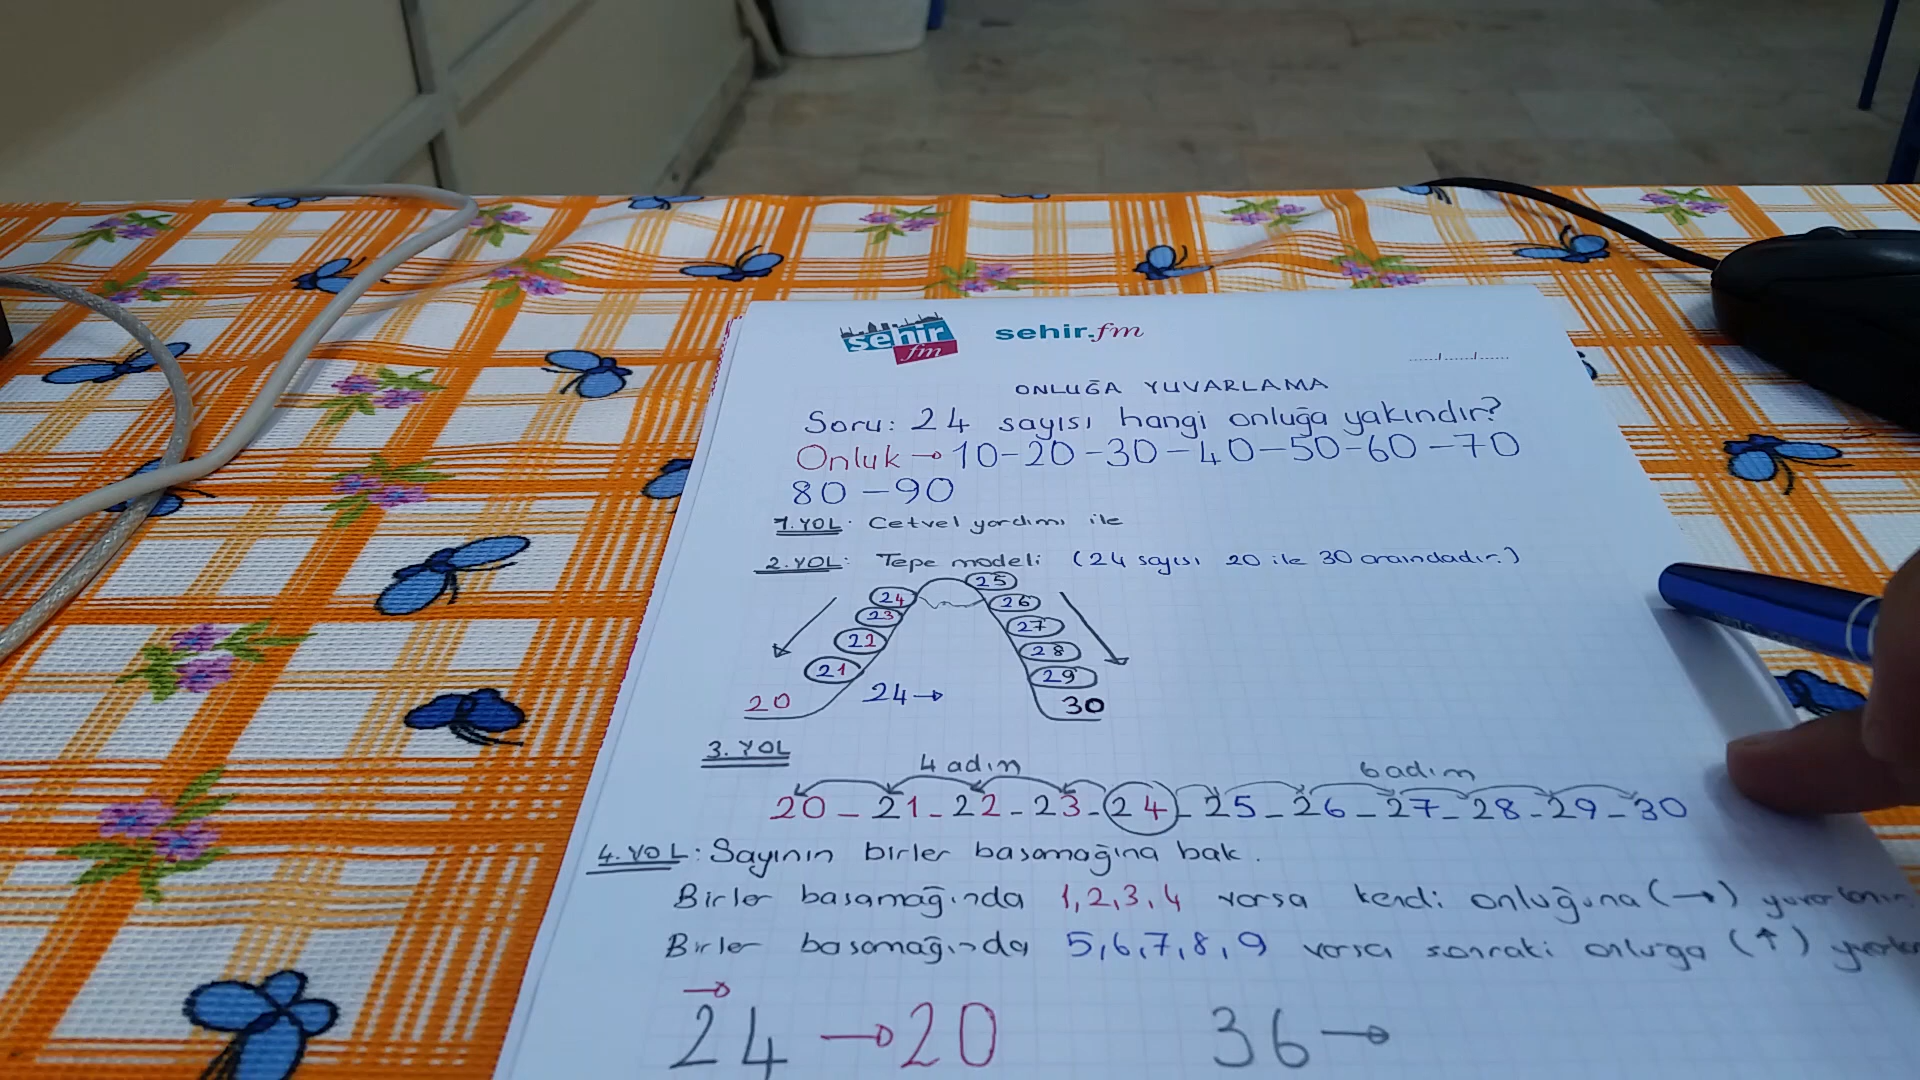 sehir fm sehir.fm
....../....../......
ONLUĞA YUVARLAMA
Soru: 24 sayısı hangi onluğa yakındır?
Onluk → 10-20-30-40-50-60-70
80-90
1.YOL: Cetvel yardımı ile
2.YOL: Tepe modeli (24 sayısı 20 ile 30 araındadır.)
24 25
23 26
22 27
21 28
29
20 24→ 30
3. YOL
4 adım 6 adım
20-21-22-23-24-25-26-27-28-29-30
4.YOL: Sayının birler basamağına bak.
Birler basamağında 1,2,3,4 varsa kendi onluğuna (→)
Birler basamağında 5,6,7,8,9 varsa sonraki onluğa (↑)
→
24 → 20 36 →